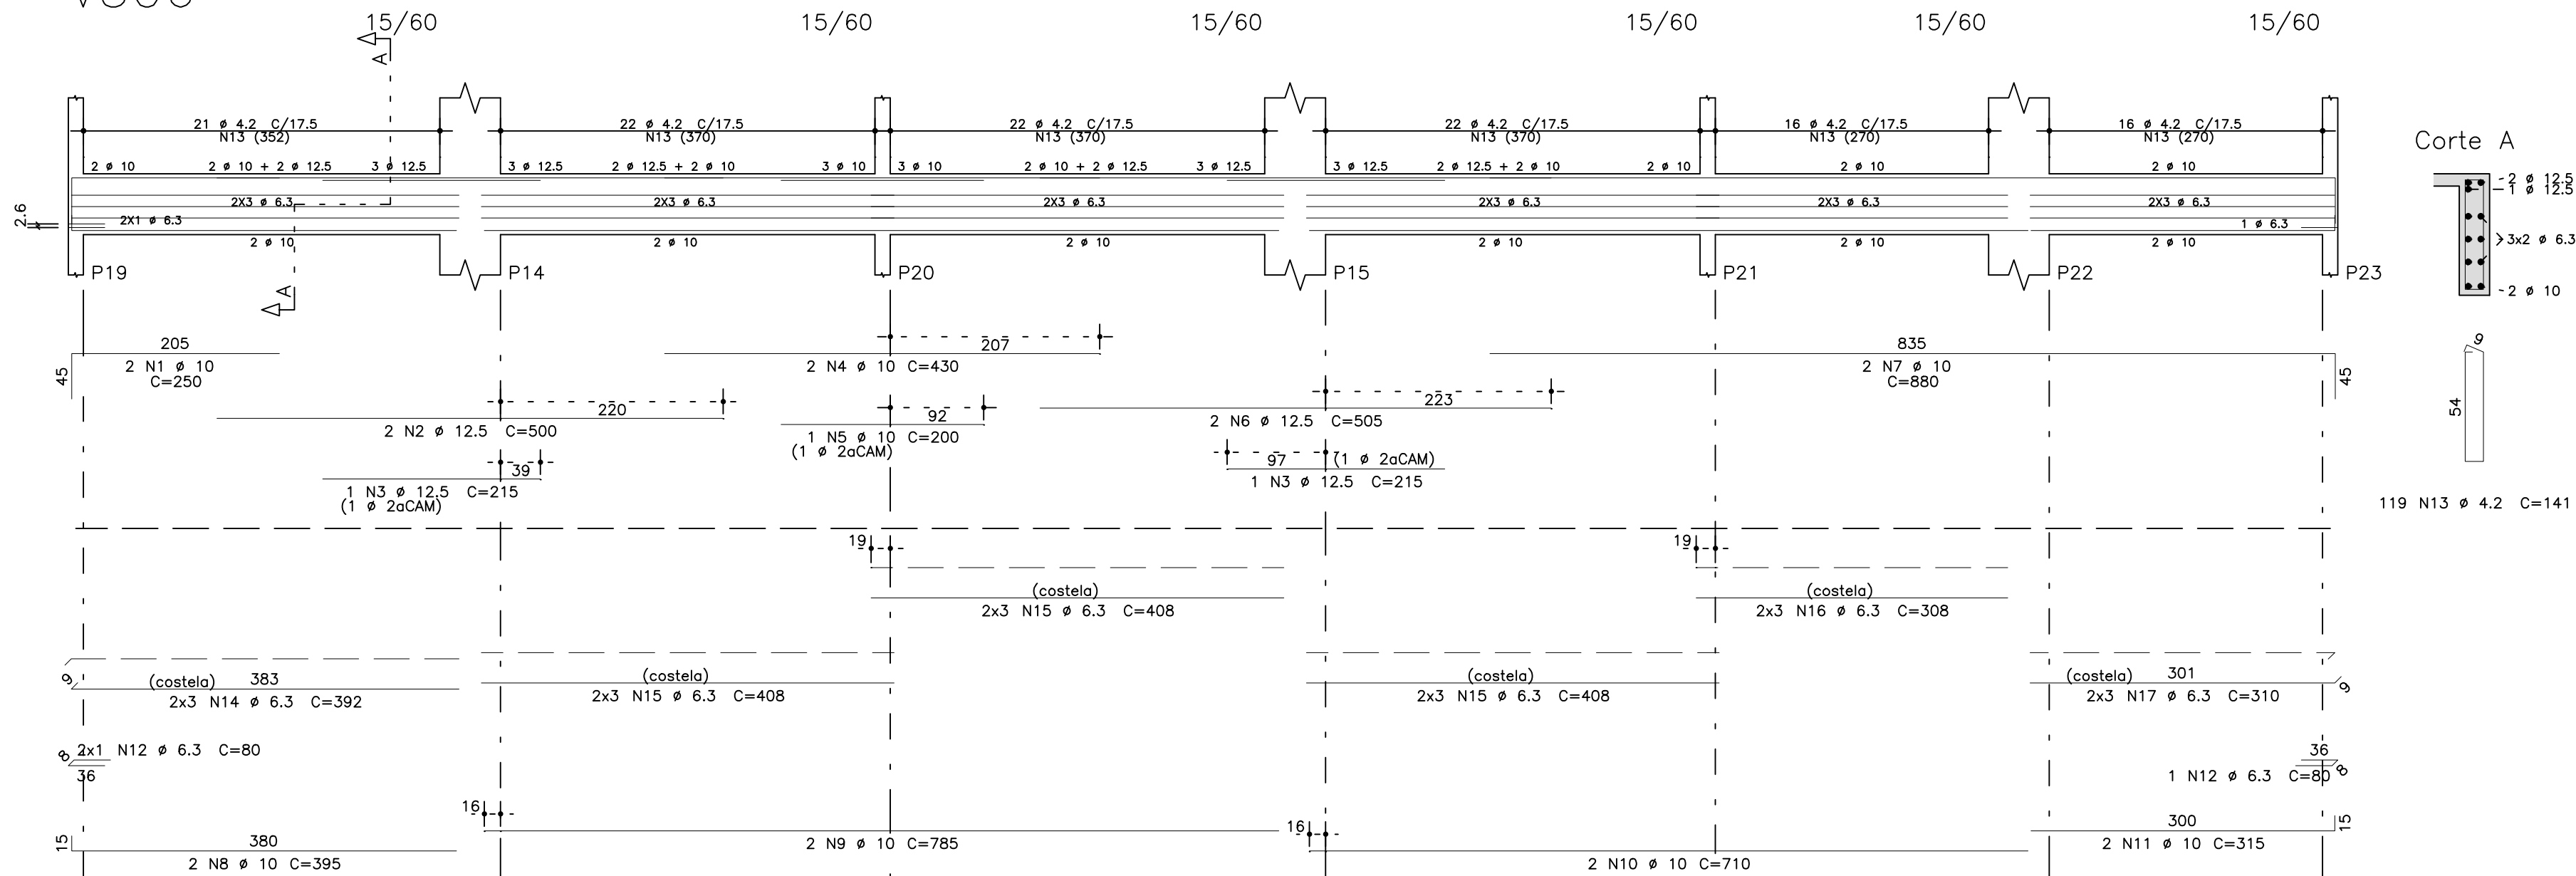 15/60 15/60 15/60 15/60 15/60 15/60
A
21 ø 4.2 C/17.5 22 ø 4.2 C/17.5 22 ø 4.2 C/17.5 22 ø 4.2 C/17.5 16 ø 4.2 C/17.5 16 ø 4.2 C/17.5
N13 (352) N13 (370) N13 (370) N13 (370) N13 (270) N13 (270)
Corte A
2 ø 10 2 ø 10 + 2 ø 12.5 3 ø 12.5 3 ø 12.5 2 ø 12.5 + 2 ø 10 3 ø 10 3 ø 10 2 ø 10 + 2 ø 12.5 3 ø 12.5 3 ø 12.5 2 ø 12.5 + 2 ø 10 2 ø 10 2 ø 10 2 ø 10
2 ø 12.5
1 ø 12.5
2X3 ø 6.3 2X3 ø 6.3 2X3 ø 6.3 2X3 ø 6.3 2X3 ø 6.3 2X3 ø 6.3
2.6
2X1 ø 6.3 1 ø 6.3
3x2 ø 6.3
2 ø 10 2 ø 10 2 ø 10 2 ø 10 2 ø 10 2 ø 10
P19 P14 P20 P15 P21 P22 P23
A
2 ø 10
205 207 835 9
2 N1 ø 10 2 N4 ø 10 C=430 2 N7 ø 10
45 C=250 C=880 45
220 92 223 54
2 N2 ø 12.5 C=500 1 N5 ø 10 C=200 2 N6 ø 12.5 C=505
(1 ø 2aCAM)
39 97 (1 ø 2aCAM)
1 N3 ø 12.5 C=215 1 N3 ø 12.5 C=215
(1 ø 2aCAM)
119 N13 ø 4.2 C=141
19 19
(costela) (costela)
2x3 N15 ø 6.3 C=408 2x3 N16 ø 6.3 C=308
9 (costela) 383 (costela) (costela) (costela) 301 9
2x3 N14 ø 6.3 C=392 2x3 N15 ø 6.3 C=408 2x3 N15 ø 6.3 C=408 2x3 N17 ø 6.3 C=310
8 2x1 N12 ø 6.3 C=80 36
36 1 N12 ø 6.3 C=80 8
16 16
15 380 300 15
2 N8 ø 10 C=395 2 N9 ø 10 C=785 2 N10 ø 10 C=710 2 N11 ø 10 C=315